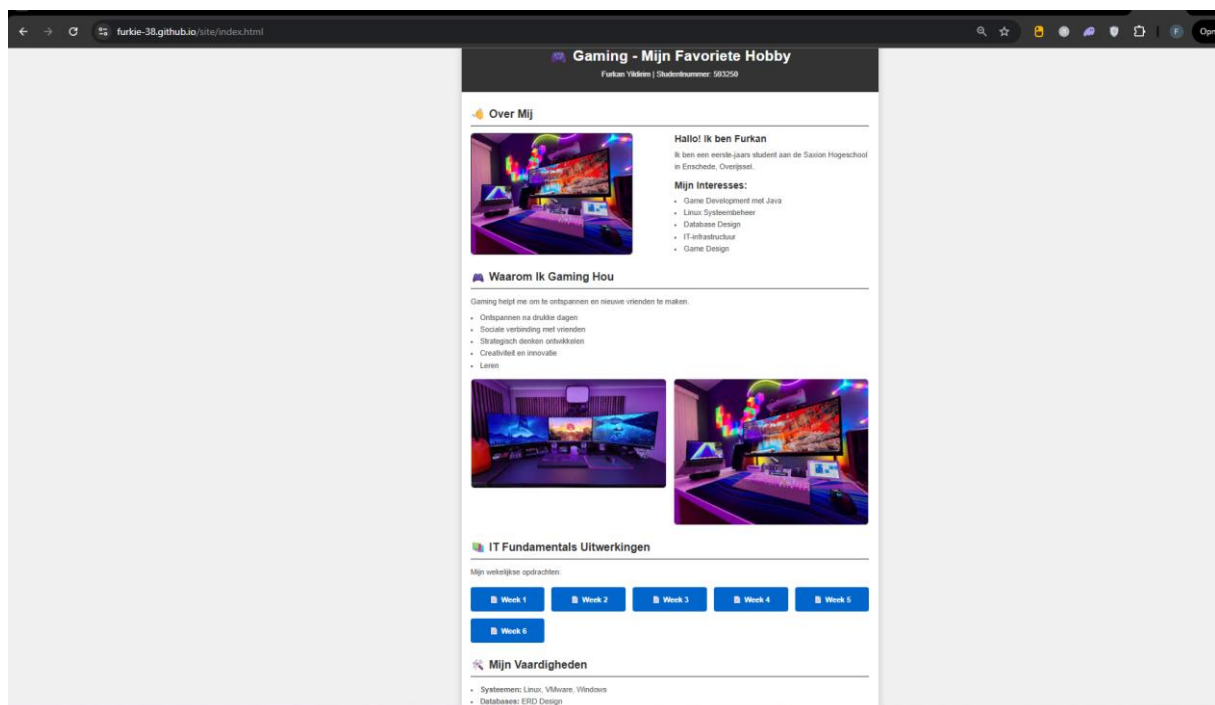 furkie-38.github.io/site/index.html
F
Opn
Gaming - Mijn Favoriete Hobby
Furkan Yildirim | Studentnummer: 593250
Over Mij
Hallo! Ik ben Furkan
Ik ben een eerste-jaars student aan de Saxion Hogeschool
in Enschede, Overijssel.
Mijn Interesses:
Game Development met Java
Linux Systeembeheer
Database Design
IT-infrastructuur
Game Design
Waarom Ik Gaming Hou
Gaming helpt me om te ontspannen en nieuwe vrienden te maken.
Ontspannen na drukke dagen
Sociale verbinding met vrienden
Strategisch denken ontwikkelen
Creativiteit en innovatie
Leren
IT Fundamentals Uitwerkingen
Mijn wekelijkse opdrachten:
Week 1
Week 2
Week 3
Week 4
Week 5
Week 6
Mijn Vaardigheden
Systeemen: Linux, VMware, Windows
Databases: ERD Design